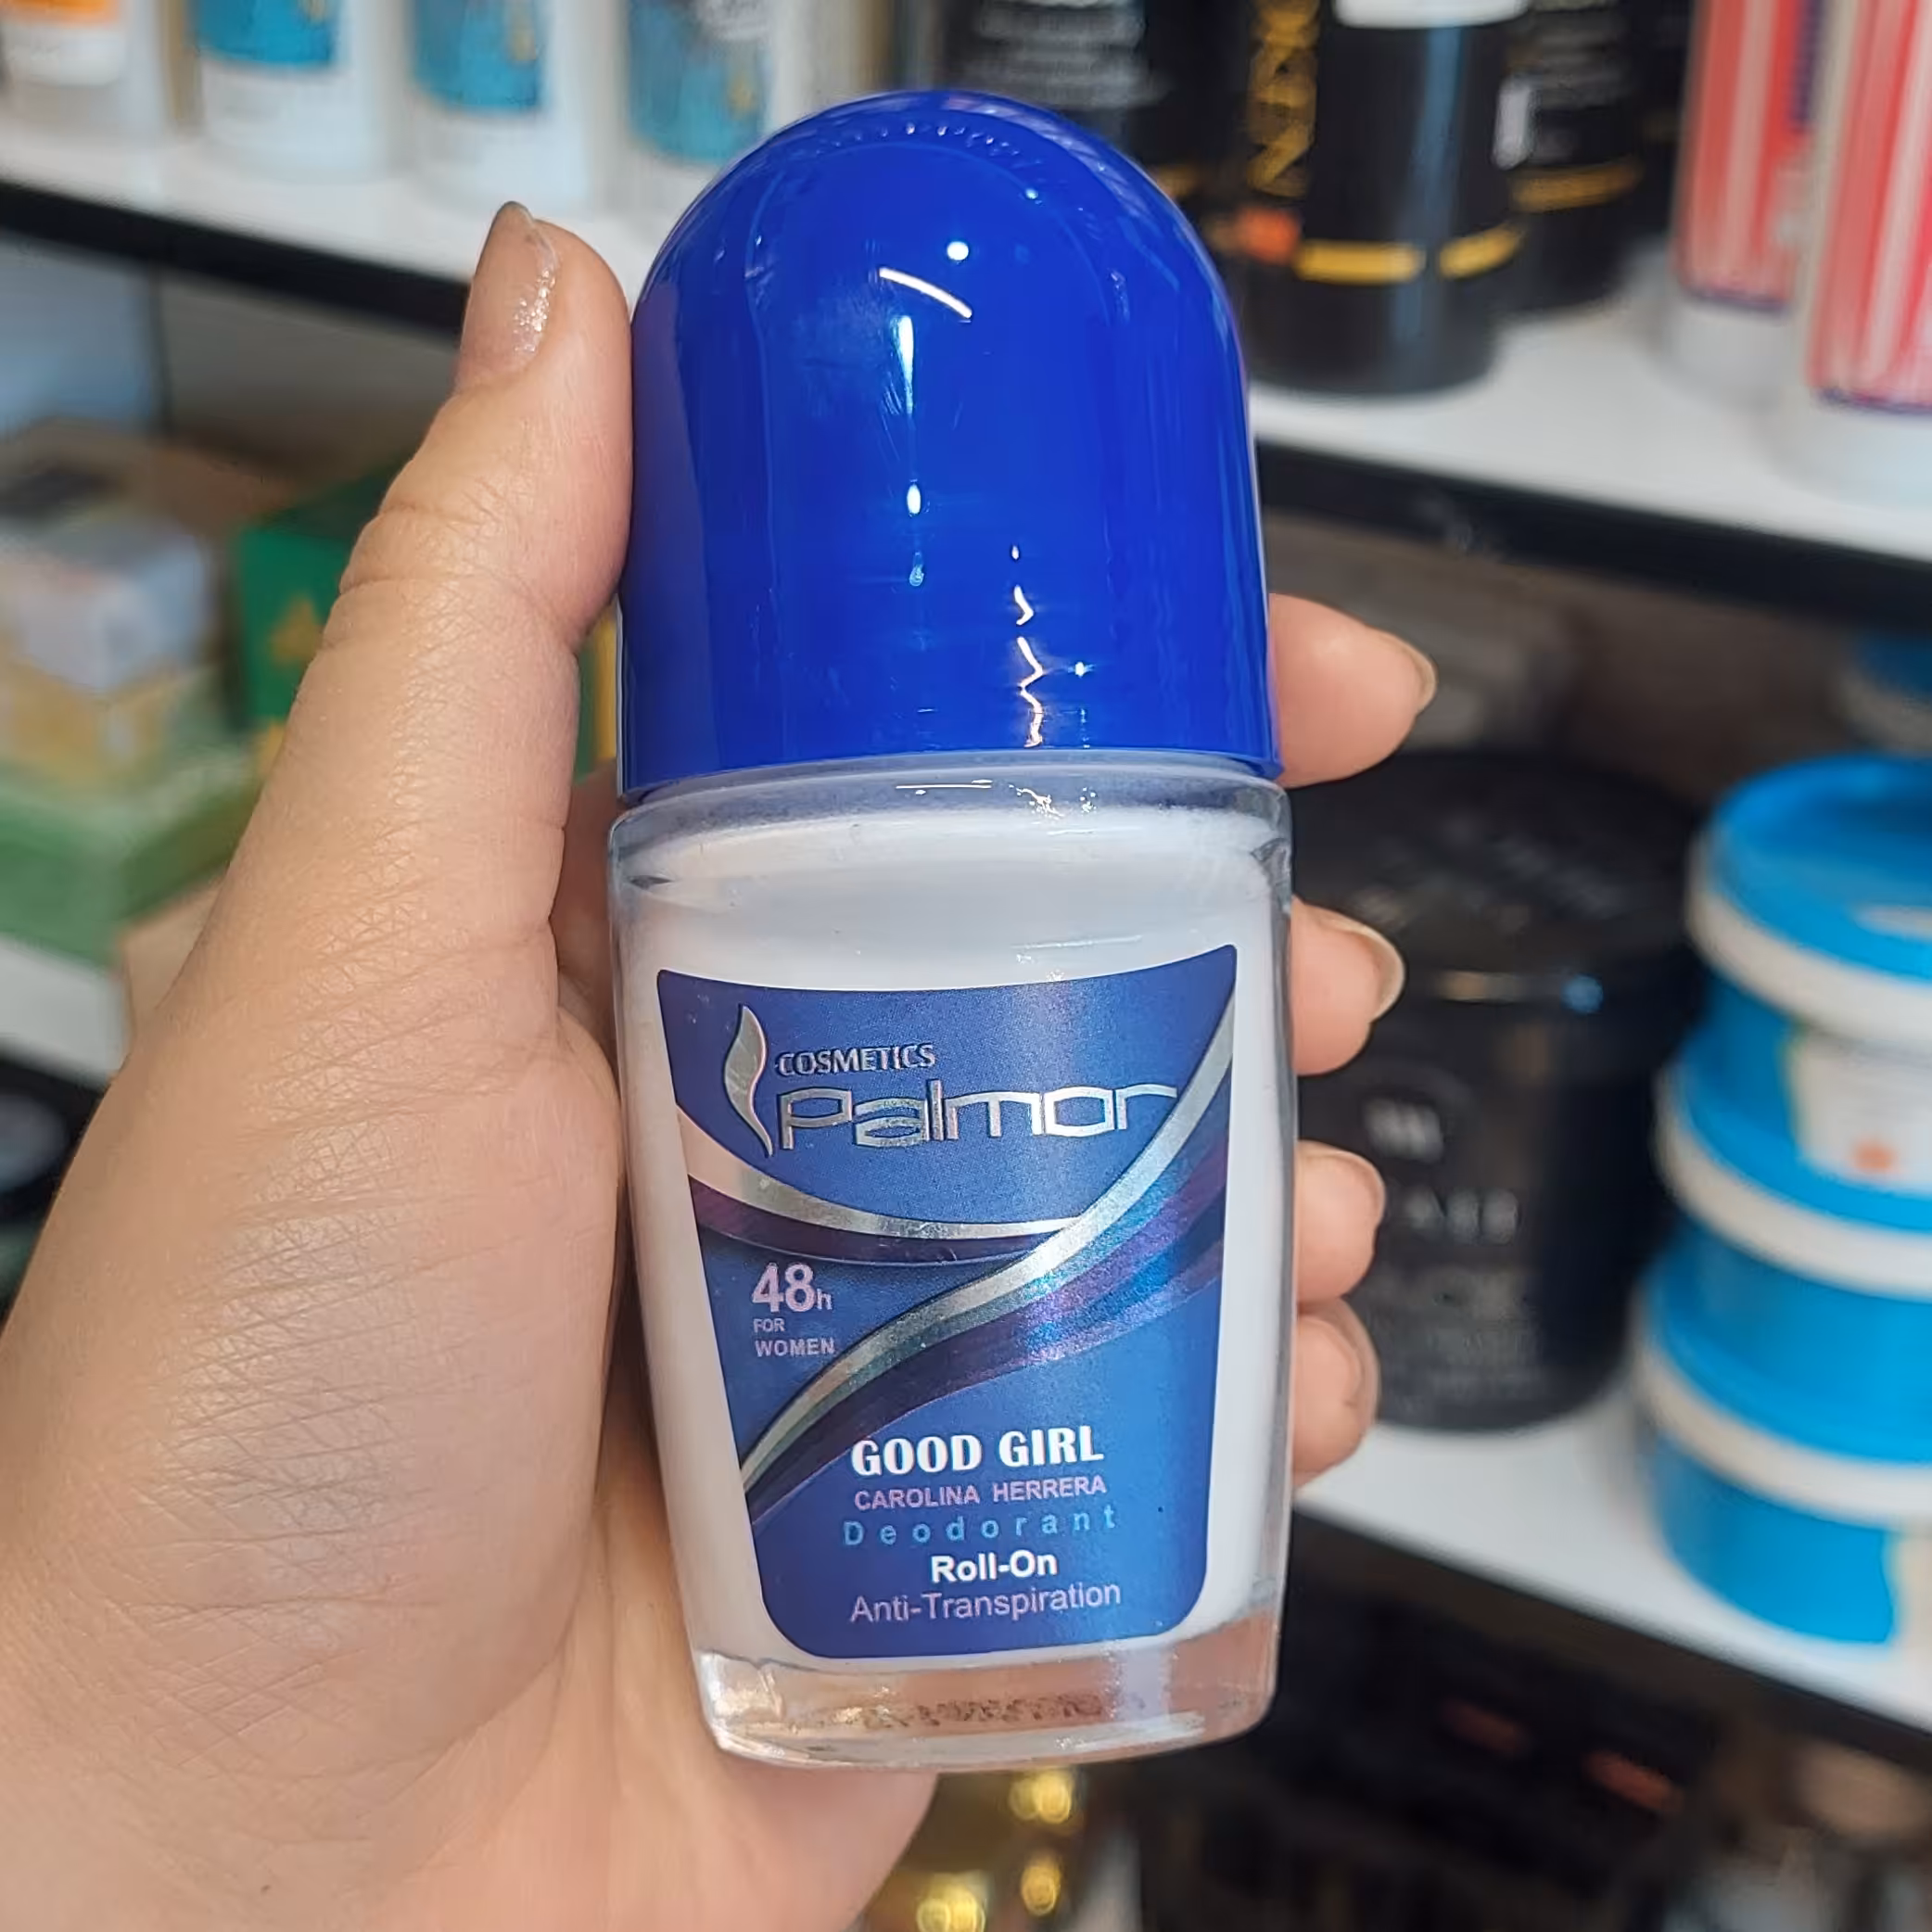 COSMETICS
Palmor
48h
FOR
WOMEN
GOOD GIRL
CAROLINA HERRERA
Deodorant
Roll-On
Anti-Transpiration